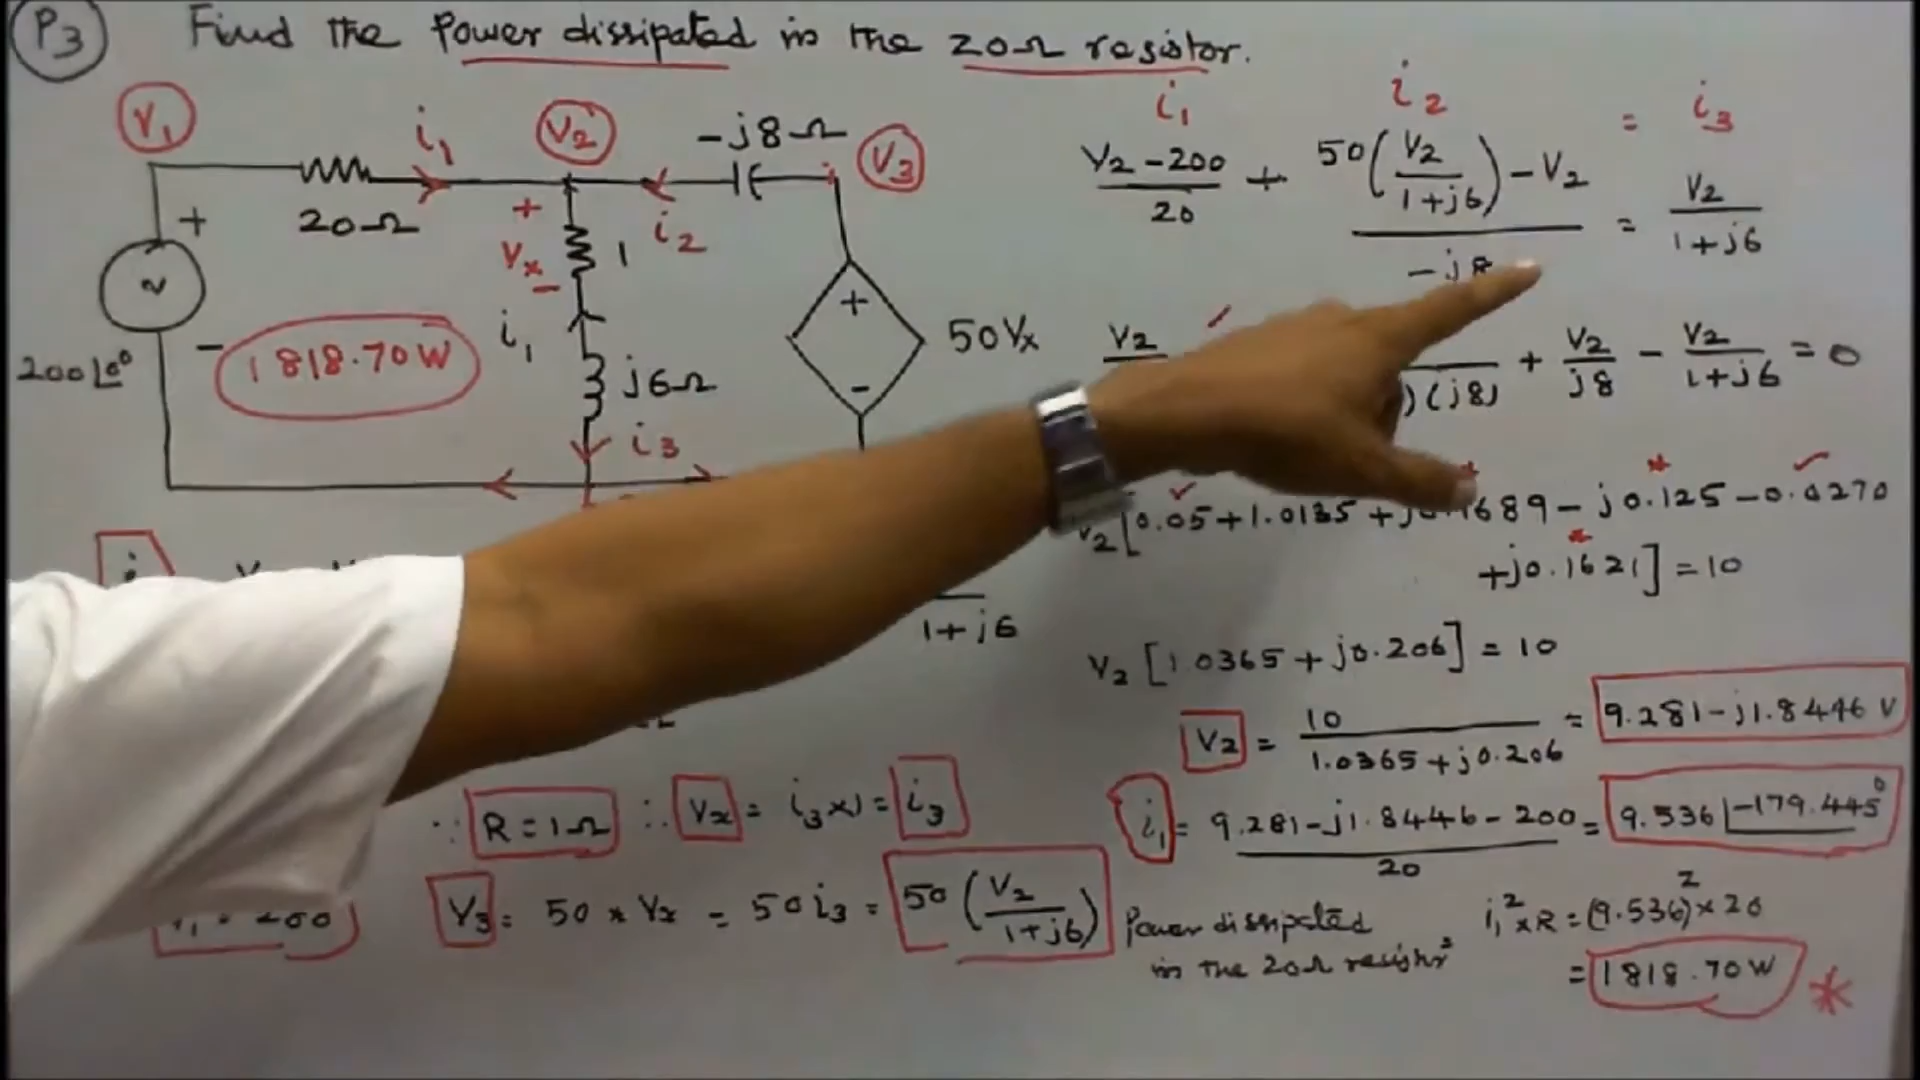 P3 Find the Power dissipated in the 20Ω resistor.
V1
i1
V2
-j8Ω
V3
+
20Ω
+
Vx
-
1
i2
+
-
50Vx
~
200∠0°
-
1818.70W
i1
j6Ω
i3
1+j6
∵ R=1Ω ∴ Vx = i3×1 = i3
V3 = 50 * Vx = 50 i3 = 50 (V2/(1+j6))
i1 i2 = i3
(V2-200)/20 + (50(V2/(1+j6))-V2)/(-j8) = V2/(1+j6)
V2 )(j8) + V2/j8 - V2/(1+j6) = 0
V2[0.05+1.0135+j0.1689-j0.125-0.0270
+j0.1621]=10
V2[1.0365+j0.206]=10
V2 = 10/(1.0365+j0.206) = 9.281-j1.8446 V
i1 = (9.281-j1.8446-200)/20 = 9.536∠-179.445°
Power dissipated
in the 20Ω resistor
i1²×R = (9.536)²×20
= 1818.70W *